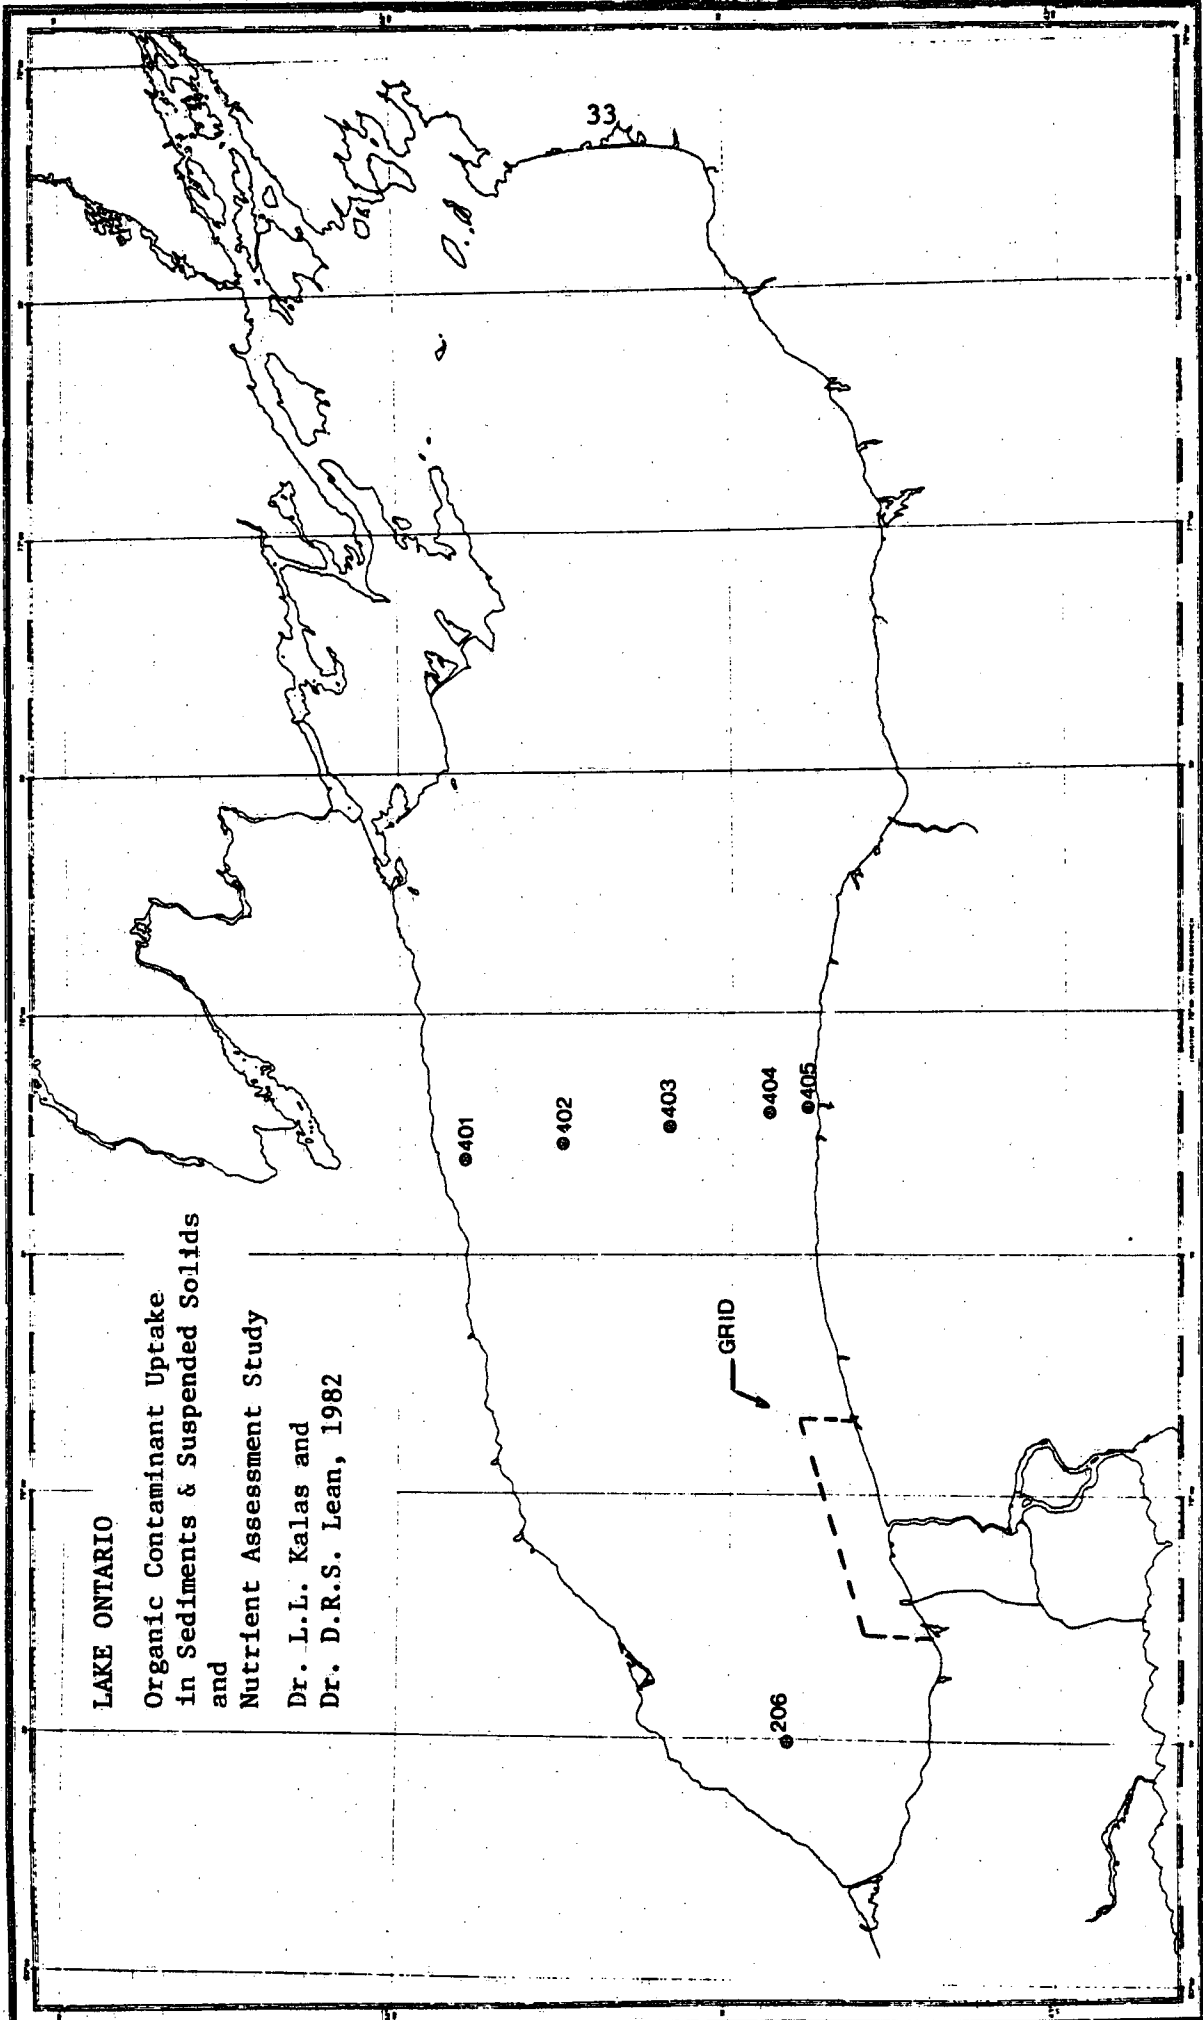 33
LAKE ONTARIO
Organic Contaminant Uptake
in Sediments & Suspended Solids
and
Nutrient Assessment Study
Dr. L.L. Kalas and
Dr. D.R.S. Lean, 1982
401
402
403
404
405
GRID
206